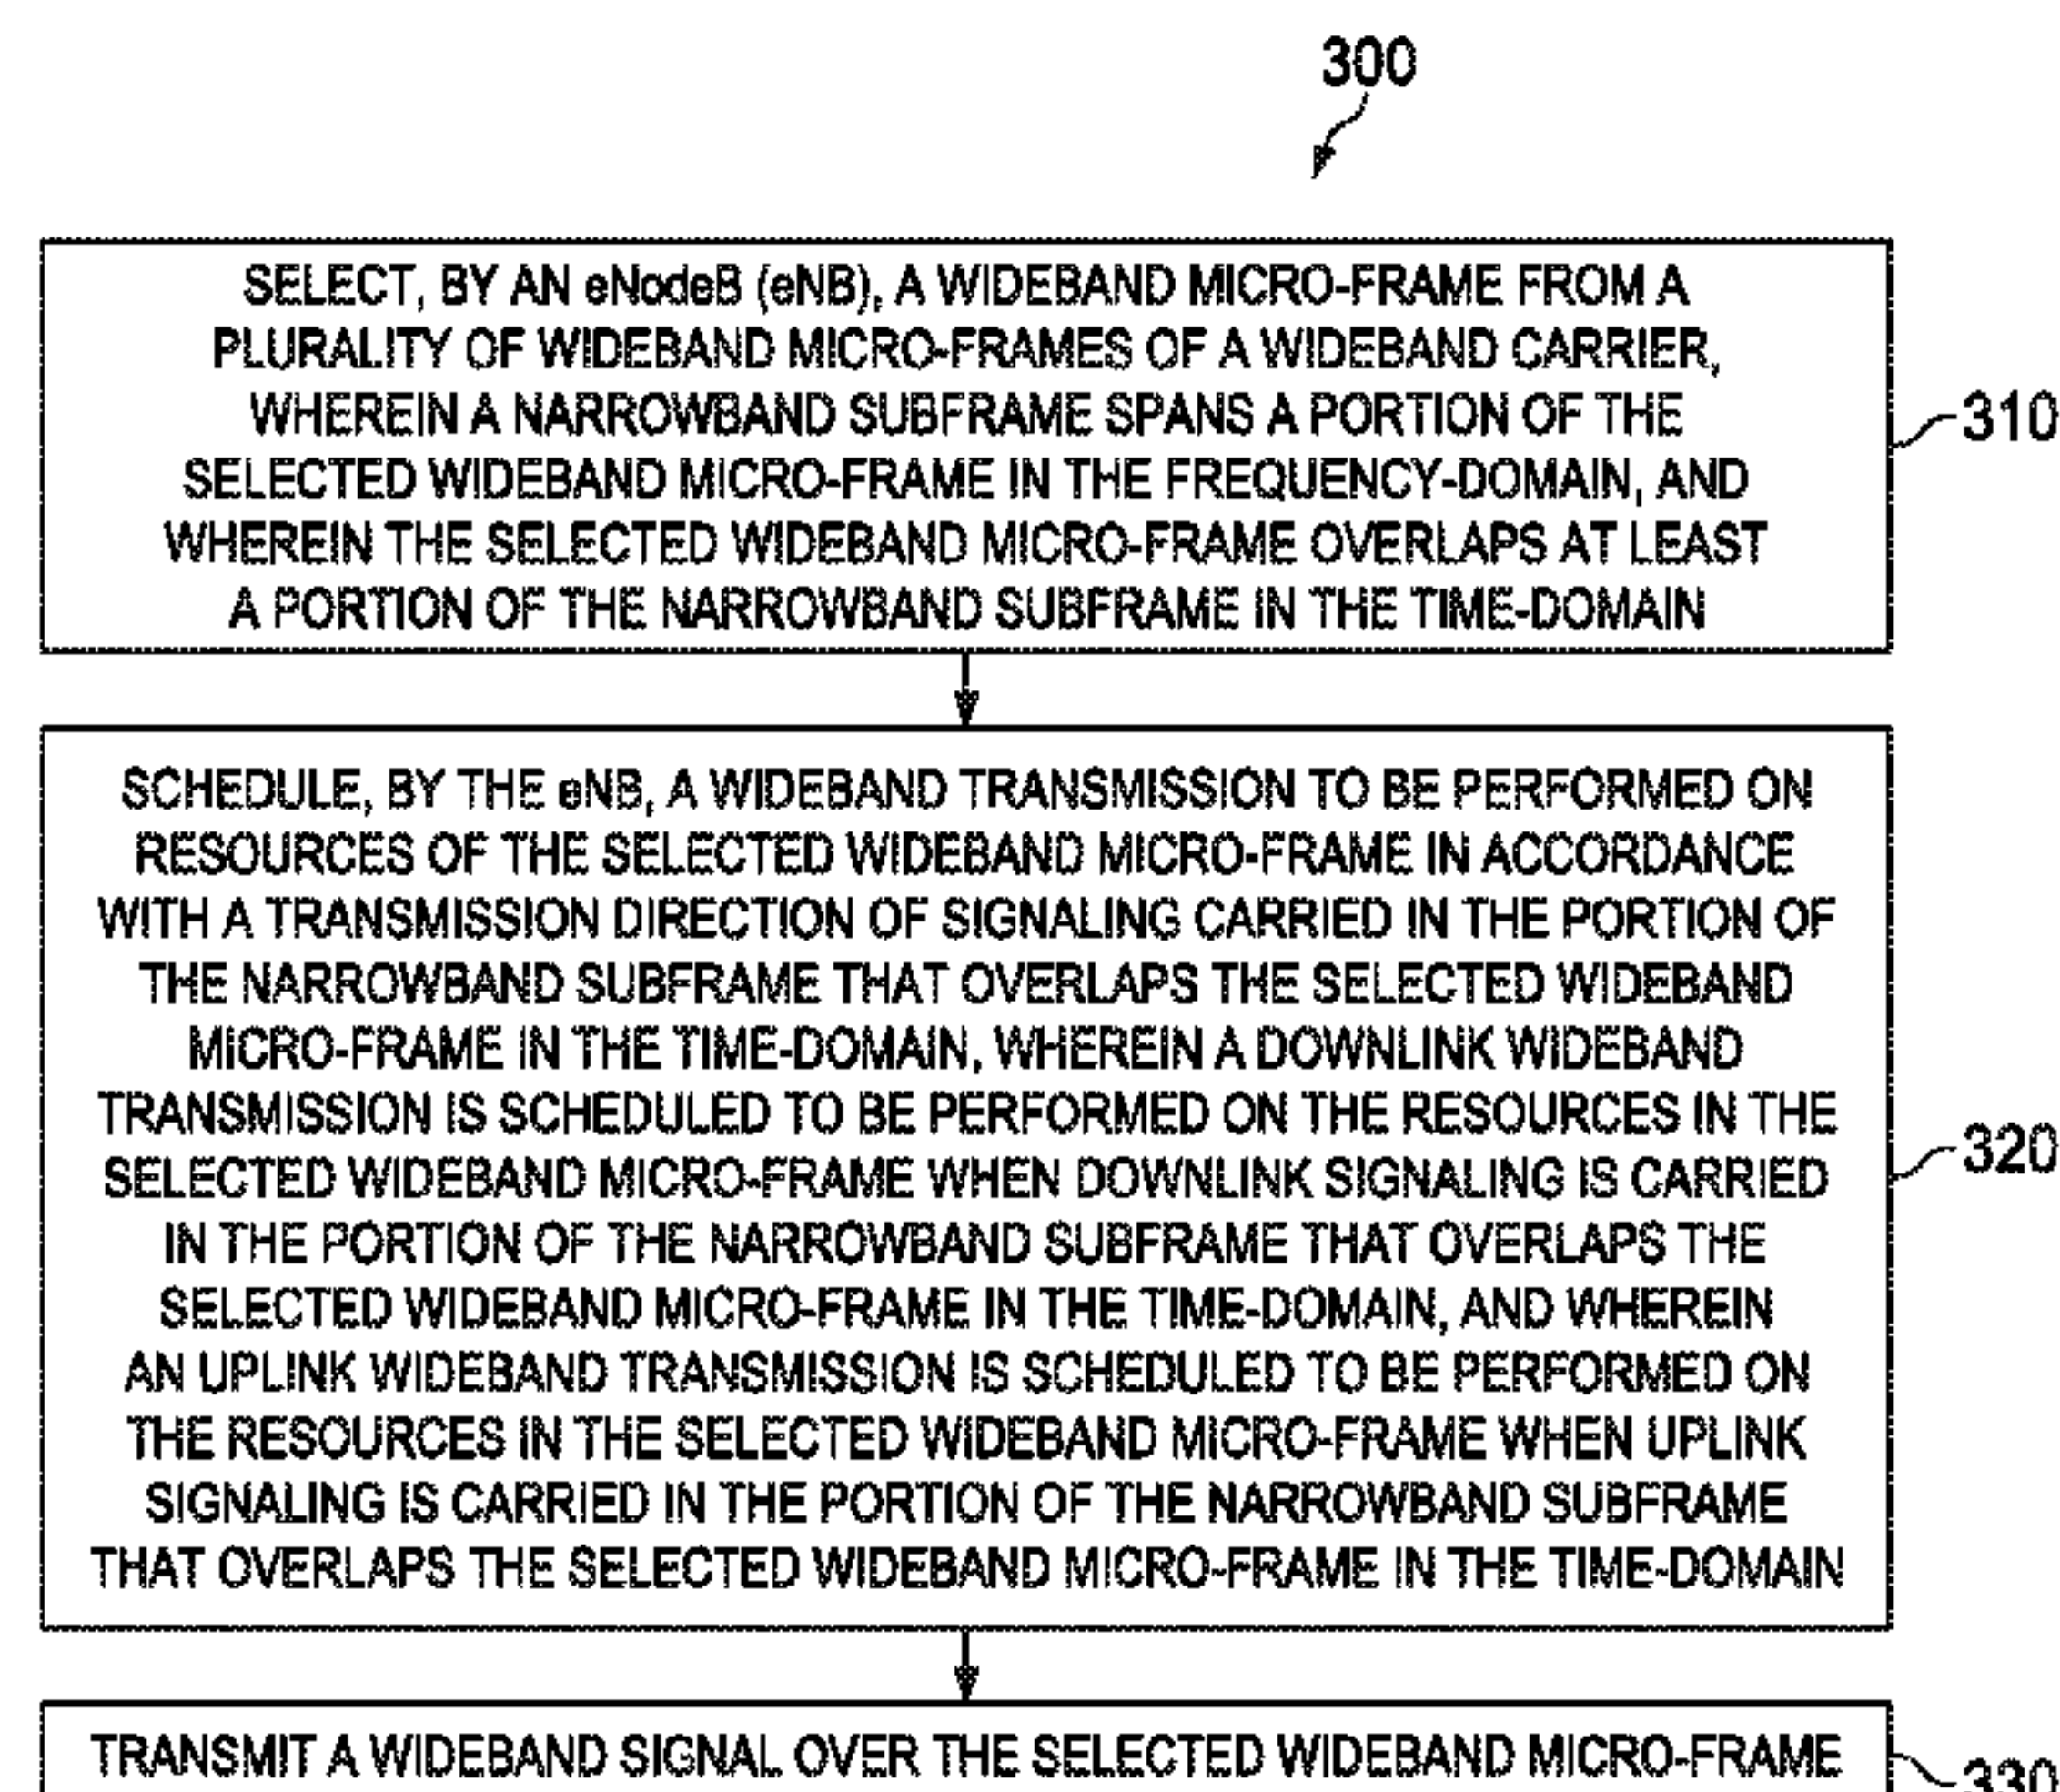 300
SELECT, BY AN eNodeB (eNB), A WIDEBAND MICRO-FRAME FROM A
PLURALITY OF WIDEBAND MICRO-FRAMES OF A WIDEBAND CARRIER,
WHEREIN A NARROWBAND SUBFRAME SPANS A PORTION OF THE
SELECTED WIDEBAND MICRO-FRAME IN THE FREQUENCY-DOMAIN, AND
WHEREIN THE SELECTED WIDEBAND MICRO-FRAME OVERLAPS AT LEAST
A PORTION OF THE NARROWBAND SUBFRAME IN THE TIME-DOMAIN
310
SCHEDULE, BY THE eNB, A WIDEBAND TRANSMISSION TO BE PERFORMED ON
RESOURCES OF THE SELECTED WIDEBAND MICRO-FRAME IN ACCORDANCE
WITH A TRANSMISSION DIRECTION OF SIGNALING CARRIED IN THE PORTION OF
THE NARROWBAND SUBFRAME THAT OVERLAPS THE SELECTED WIDEBAND
MICRO-FRAME IN THE TIME-DOMAIN, WHEREIN A DOWNLINK WIDEBAND
TRANSMISSION IS SCHEDULED TO BE PERFORMED ON THE RESOURCES IN THE
SELECTED WIDEBAND MICRO-FRAME WHEN DOWNLINK SIGNALING IS CARRIED
IN THE PORTION OF THE NARROWBAND SUBFRAME THAT OVERLAPS THE
SELECTED WIDEBAND MICRO-FRAME IN THE TIME-DOMAIN, AND WHEREIN
AN UPLINK WIDEBAND TRANSMISSION IS SCHEDULED TO BE PERFORMED ON
THE RESOURCES IN THE SELECTED WIDEBAND MICRO-FRAME WHEN UPLINK
SIGNALING IS CARRIED IN THE PORTION OF THE NARROWBAND SUBFRAME
THAT OVERLAPS THE SELECTED WIDEBAND MICRO-FRAME IN THE TIME-DOMAIN
320
TRANSMIT A WIDEBAND SIGNAL OVER THE SELECTED WIDEBAND MICRO-FRAME
330